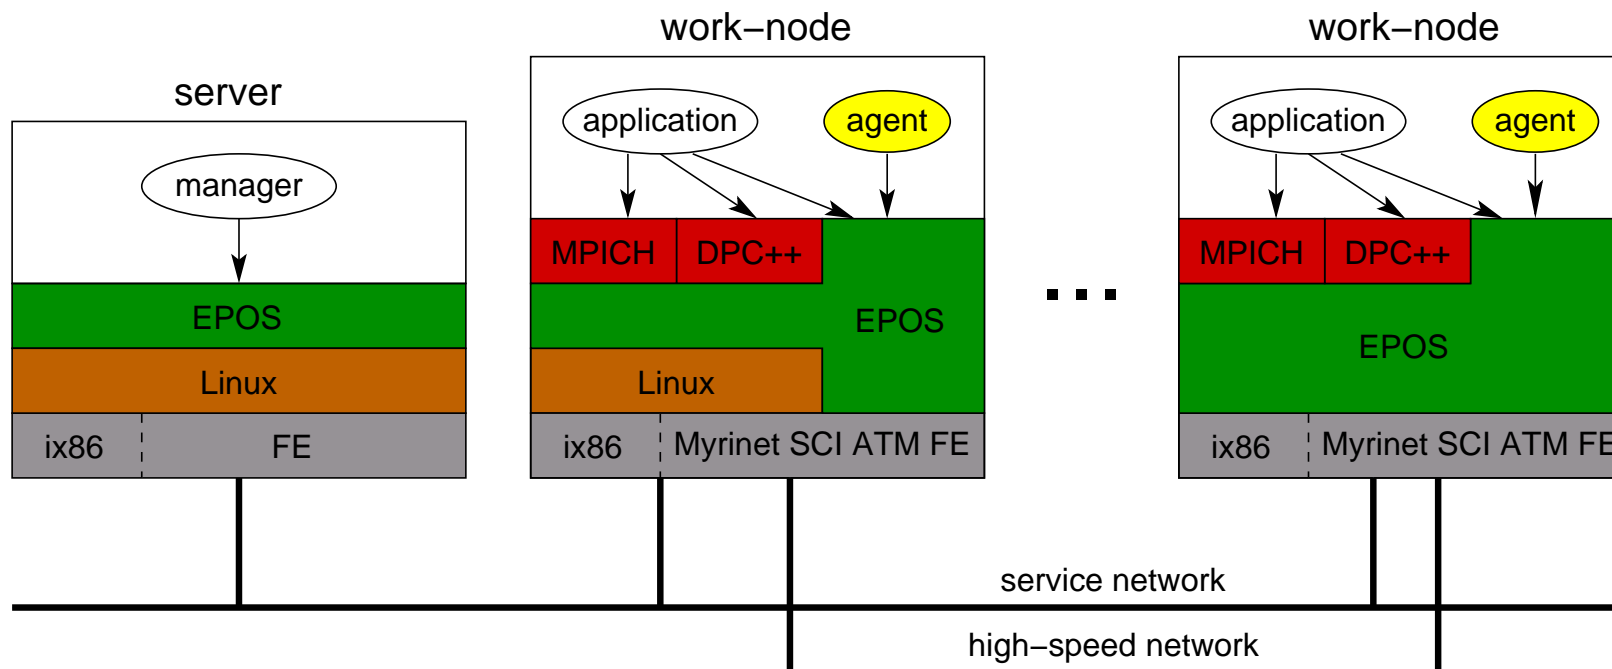 work−node
work−node
server
application
agent
application
agent
manager
MPICH
DPC++
MPICH
DPC++
EPOS
EPOS
EPOS
Linux
Linux
ix86
FE
ix86
Myrinet SCI ATM FE
ix86
Myrinet SCI ATM FE
service network
high−speed network